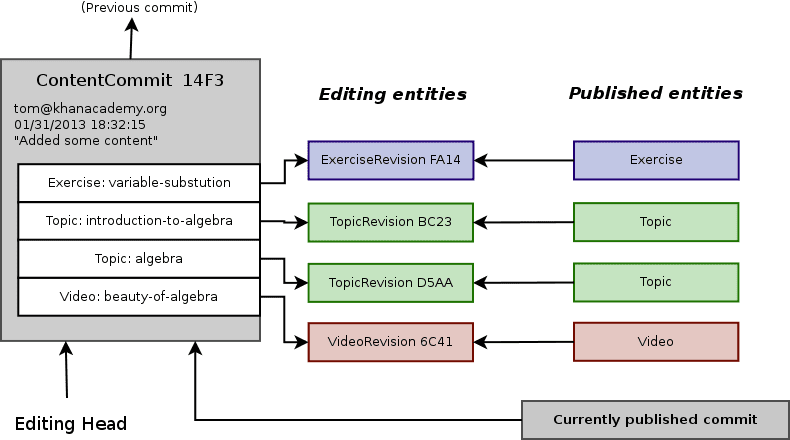 (Previous commit)
ContentCommit 14F3
tom@khanacademy.org
01/31/2013 18:32:15
"Added some content"
Exercise: variable-substution
Topic: introduction-to-algebra
Topic: algebra
Video: beauty-of-algebra
Editing Head
Editing entities
ExerciseRevision FA14
TopicRevision BC23
TopicRevision D5AA
VideoRevision 6C41
Published entities
Exercise
Topic
Topic
Video
Currently published commit